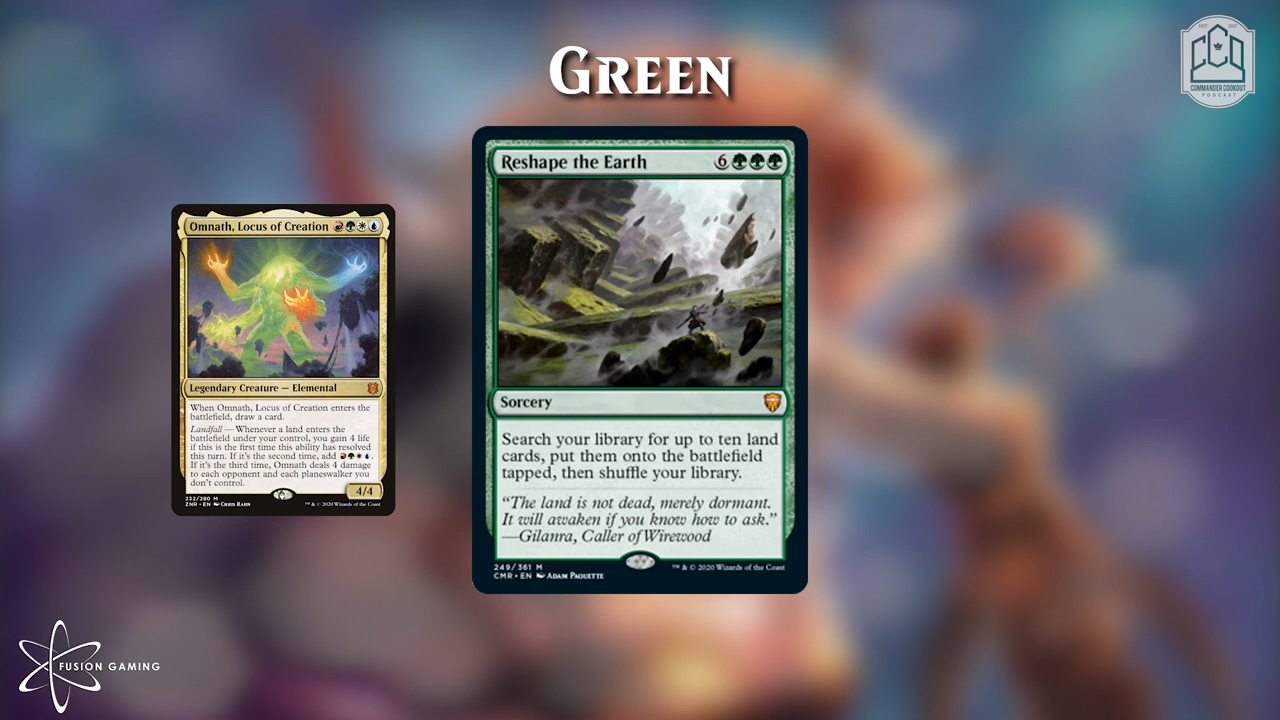 GREEN
COMMANDER COOKOUT
PODCAST
Omnath, Locus of Creation
Legendary Creature — Elemental
When Omnath, Locus of Creation enters the
battlefield, draw a card.
Landfall — Whenever a land enters the
battlefield under your control, you gain 4 life
if this is the first time this ability has resolved
this turn. If it's the second time, add
If it's the third time, Omnath deals 4 damage
to each opponent and each planeswalker you
don't control.
4/4
232/280 M
ZNR • EN Chris Rahn
™ & © 2020 Wizards of the Coast
Reshape the Earth 6
Sorcery
Search your library for up to ten land
cards, put them onto the battlefield
tapped, then shuffle your library.
“The land is not dead, merely dormant.
It will awaken if you know how to ask.”
—Gilanra, Caller of Wirewood
249/361 M
CMR • EN Adam Paquette
™ & © 2020 Wizards of the Coast
FUSION GAMING